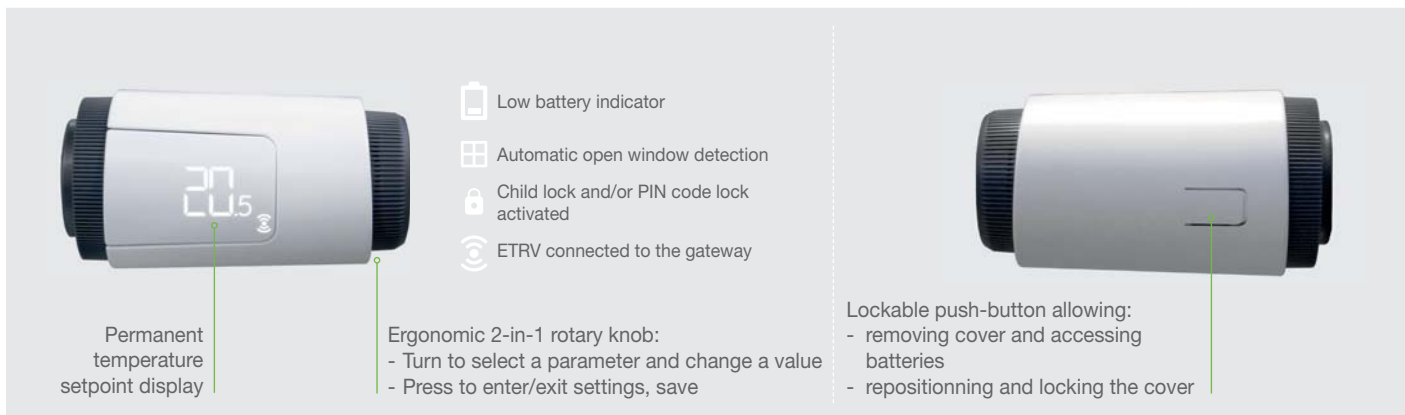 20.5
Low battery indicator
Automatic open window detection
Child lock and/or PIN code lock
activated
ETRV connected to the gateway
Permanent
temperature
setpoint display
Ergonomic 2-in-1 rotary knob:
- Turn to select a parameter and change a value
- Press to enter/exit settings, save
Lockable push-button allowing:
- removing cover and accessing
batteries
- repositionning and locking the cover